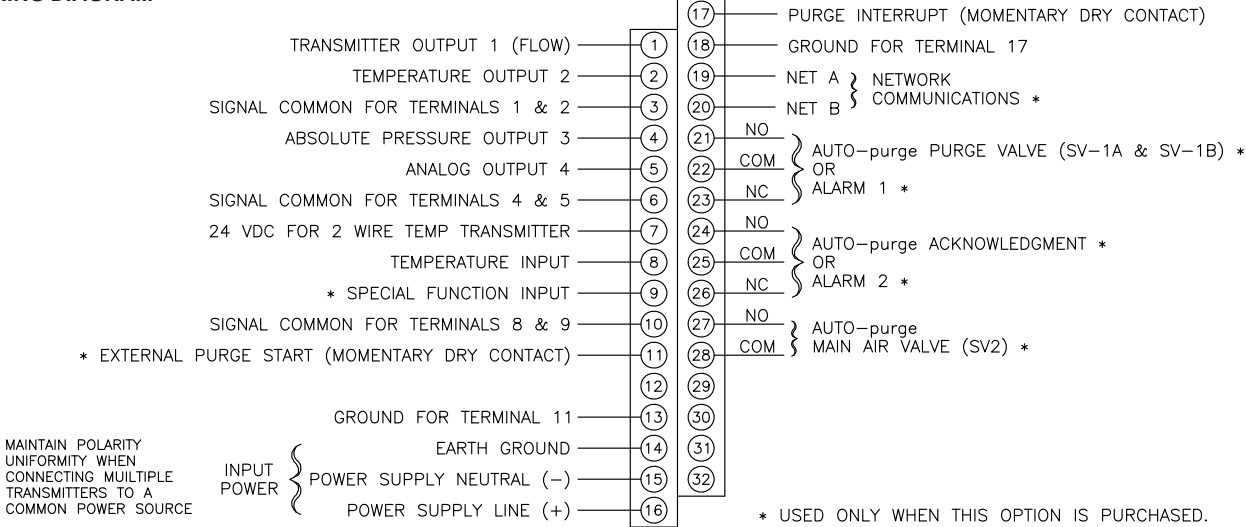 TRANSMITTER OUTPUT 1 (FLOW) 1
TEMPERATURE OUTPUT 2 2
SIGNAL COMMON FOR TERMINALS 1 & 2 3
ABSOLUTE PRESSURE OUTPUT 3 4
ANALOG OUTPUT 4 5
SIGNAL COMMON FOR TERMINALS 4 & 5 6
24 VDC FOR 2 WIRE TEMP TRANSMITTER 7
TEMPERATURE INPUT 8
* SPECIAL FUNCTION INPUT 9
SIGNAL COMMON FOR TERMINALS 8 & 9 10
* EXTERNAL PURGE START (MOMENTARY DRY CONTACT) 11
12
GROUND FOR TERMINAL 11 13
EARTH GROUND 14
POWER SUPPLY NEUTRAL (-) 15
POWER SUPPLY LINE (+) 16
INPUT
POWER
MAINTAIN POLARITY
UNIFORMITY WHEN
CONNECTING MUILTIPLE
TRANSMITTERS TO A
COMMON POWER SOURCE
17 PURGE INTERRUPT (MOMENTARY DRY CONTACT)
18 GROUND FOR TERMINAL 17
19 NET A
20 NET B
NETWORK
COMMUNICATIONS *
21 NO
22 COM
23 NC
AUTO-purge PURGE VALVE (SV-1A & SV-1B) *
OR
ALARM 1 *
24 NO
25 COM
26 NC
AUTO-purge ACKNOWLEDGMENT *
OR
ALARM 2 *
27 NO
28 COM
AUTO-purge
MAIN AIR VALVE (SV2) *
29
30
31
32
* USED ONLY WHEN THIS OPTION IS PURCHASED.